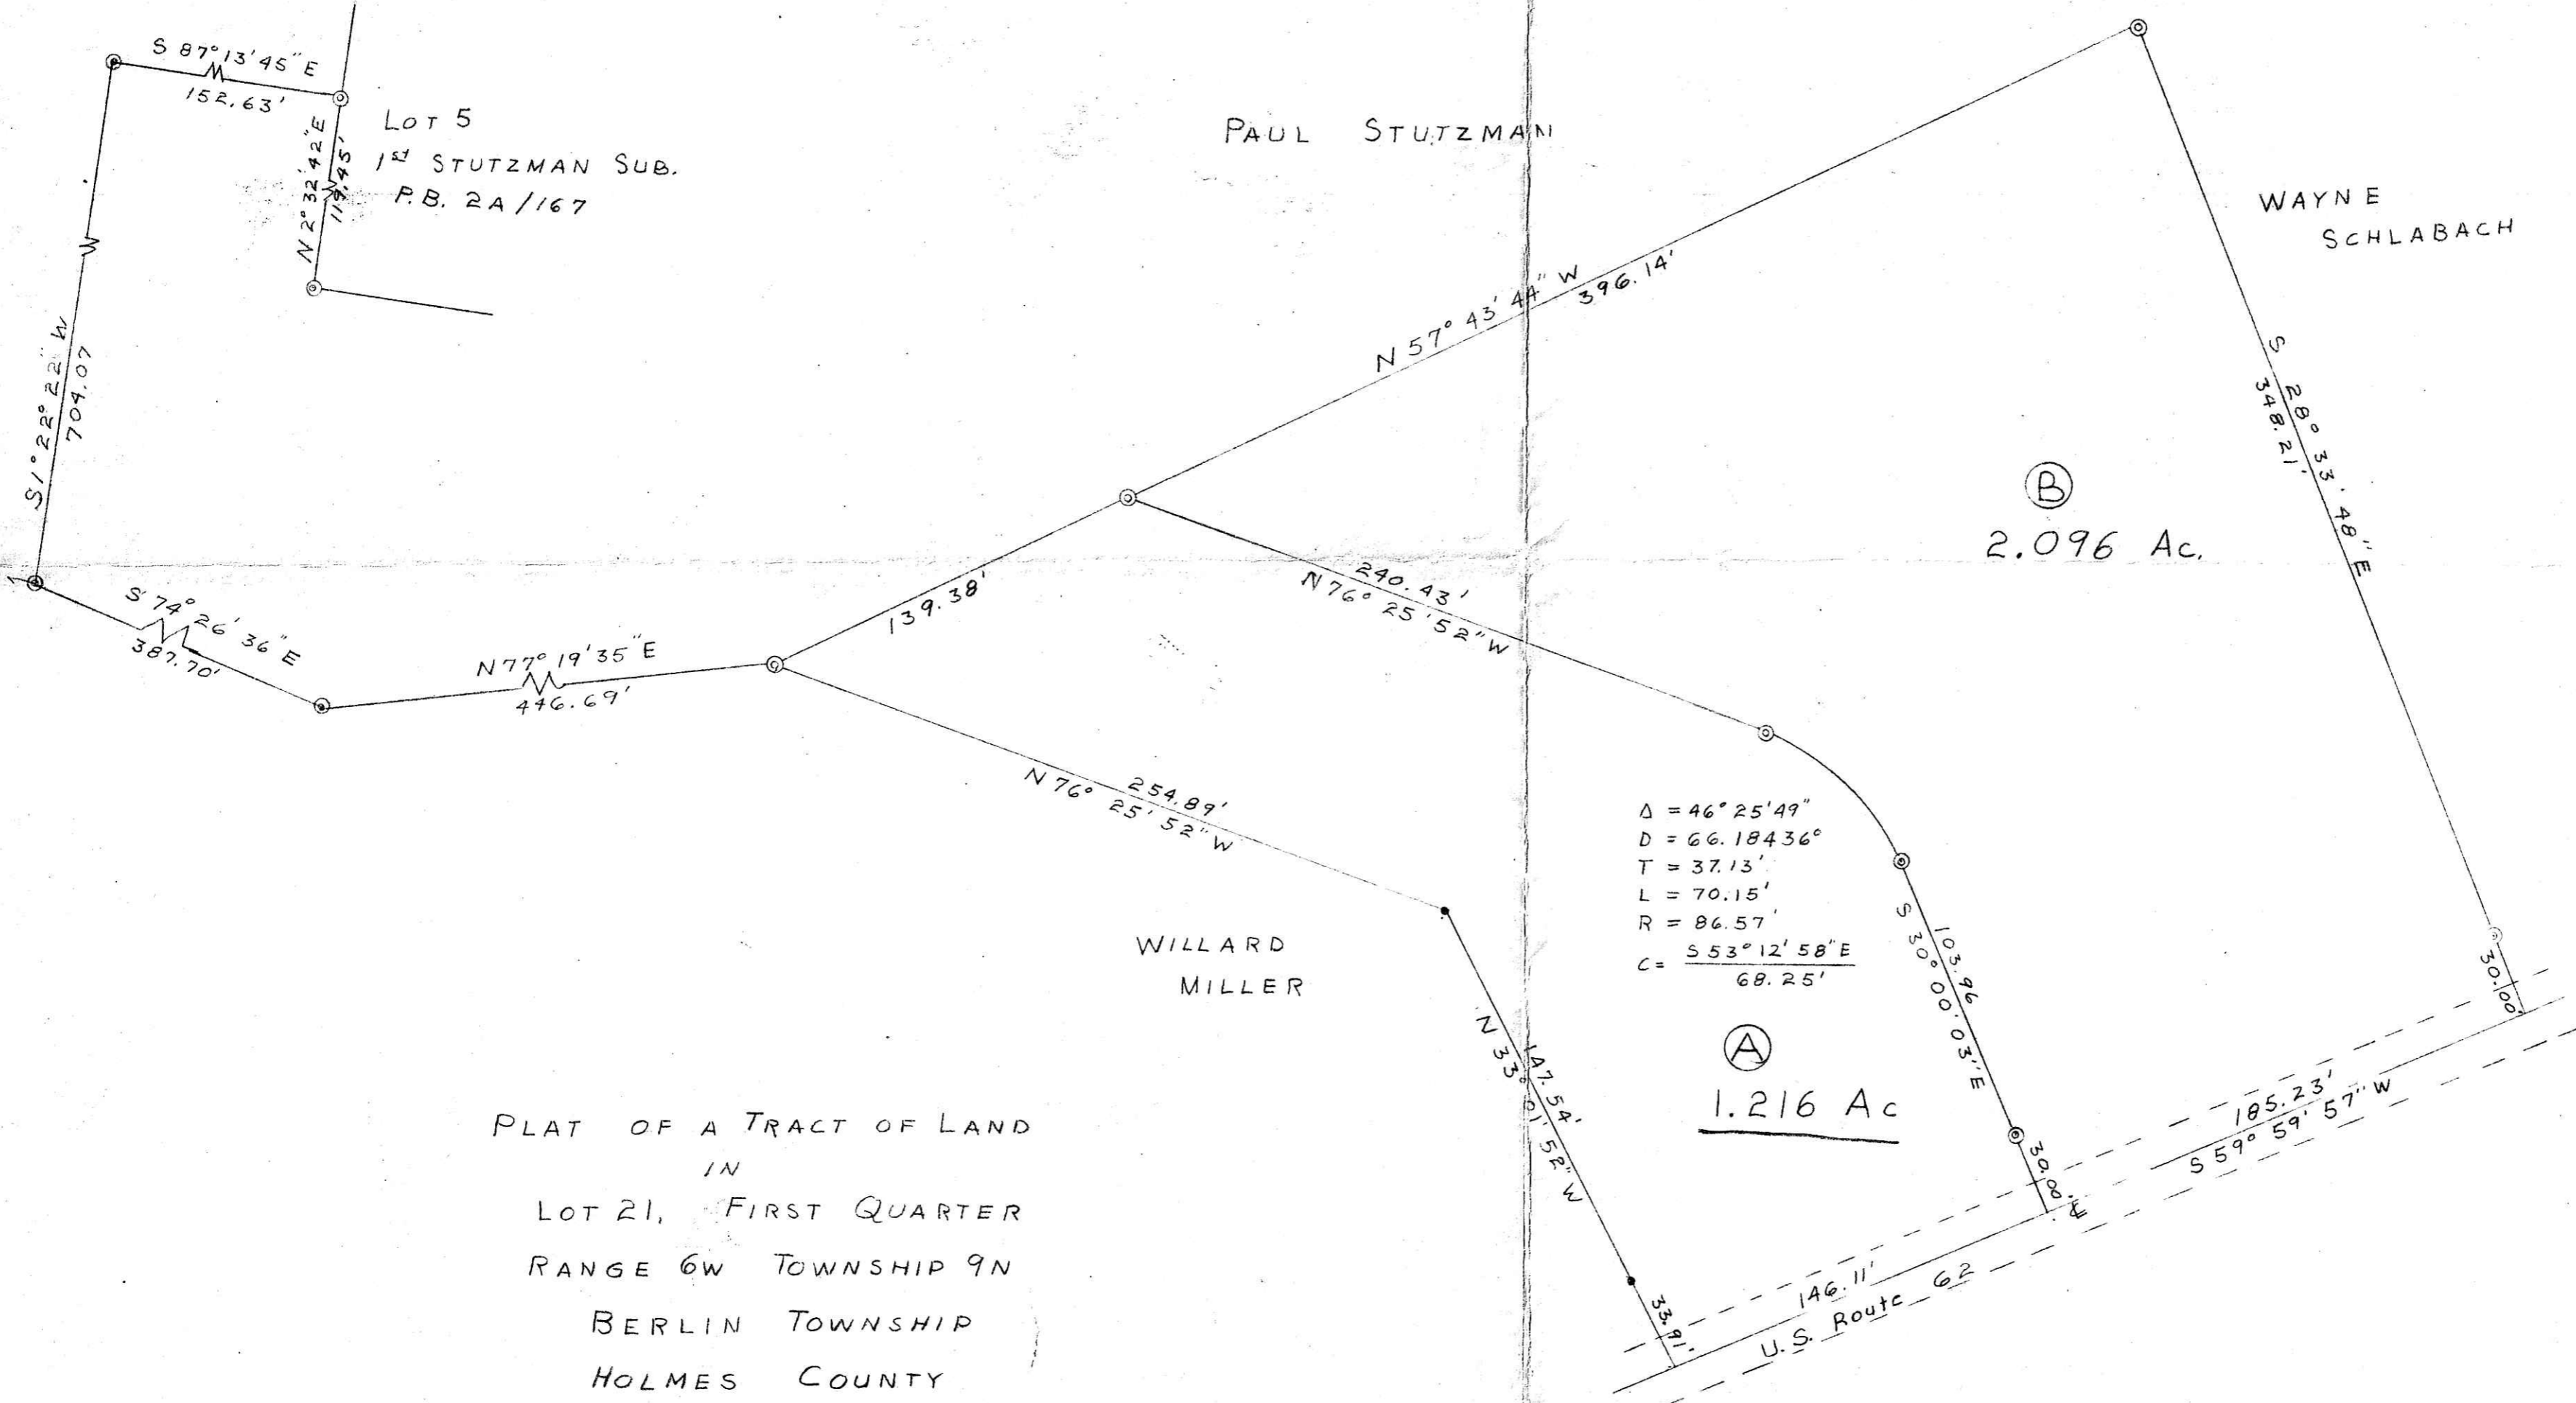 S 87° 13' 45" E
152.63'
N 2° 32' 42" E
119.45'
LOT 5
1st STUTZMAN SUB.
P.B. 2A/167
PAUL STUTZMAN
WAYNE
SCHLABACH
S 1° 22° 22" W
704.07
N 57° 43' 44" W
396.14'
S 28° 33' 48" E
348.21'
B
2.096 Ac.
S 74° 26' 36" E
387.70'
N 77° 19' 35" E
446.69'
139.38'
240.43'
N 76° 25' 52" W
254.89'
N 76° 25' 52" W
Δ = 46° 25' 49"
D = 66.18436°
T = 37.13'
L = 70.15'
R = 86.57'
C = S 53° 12' 58" E
68.25'
103.96
S 30° 00' 03" E
30.00'
WILLARD
MILLER
147.54'
N 33° 01' 52" W
A
1.216 Ac
30.00'
℄
185.23'
S 59° 59' 57" W
33.91'
146.11'
U.S. Route 62
PLAT OF A TRACT OF LAND
IN
LOT 21, FIRST QUARTER
RANGE 6W TOWNSHIP 9N
BERLIN TOWNSHIP
HOLMES COUNTY